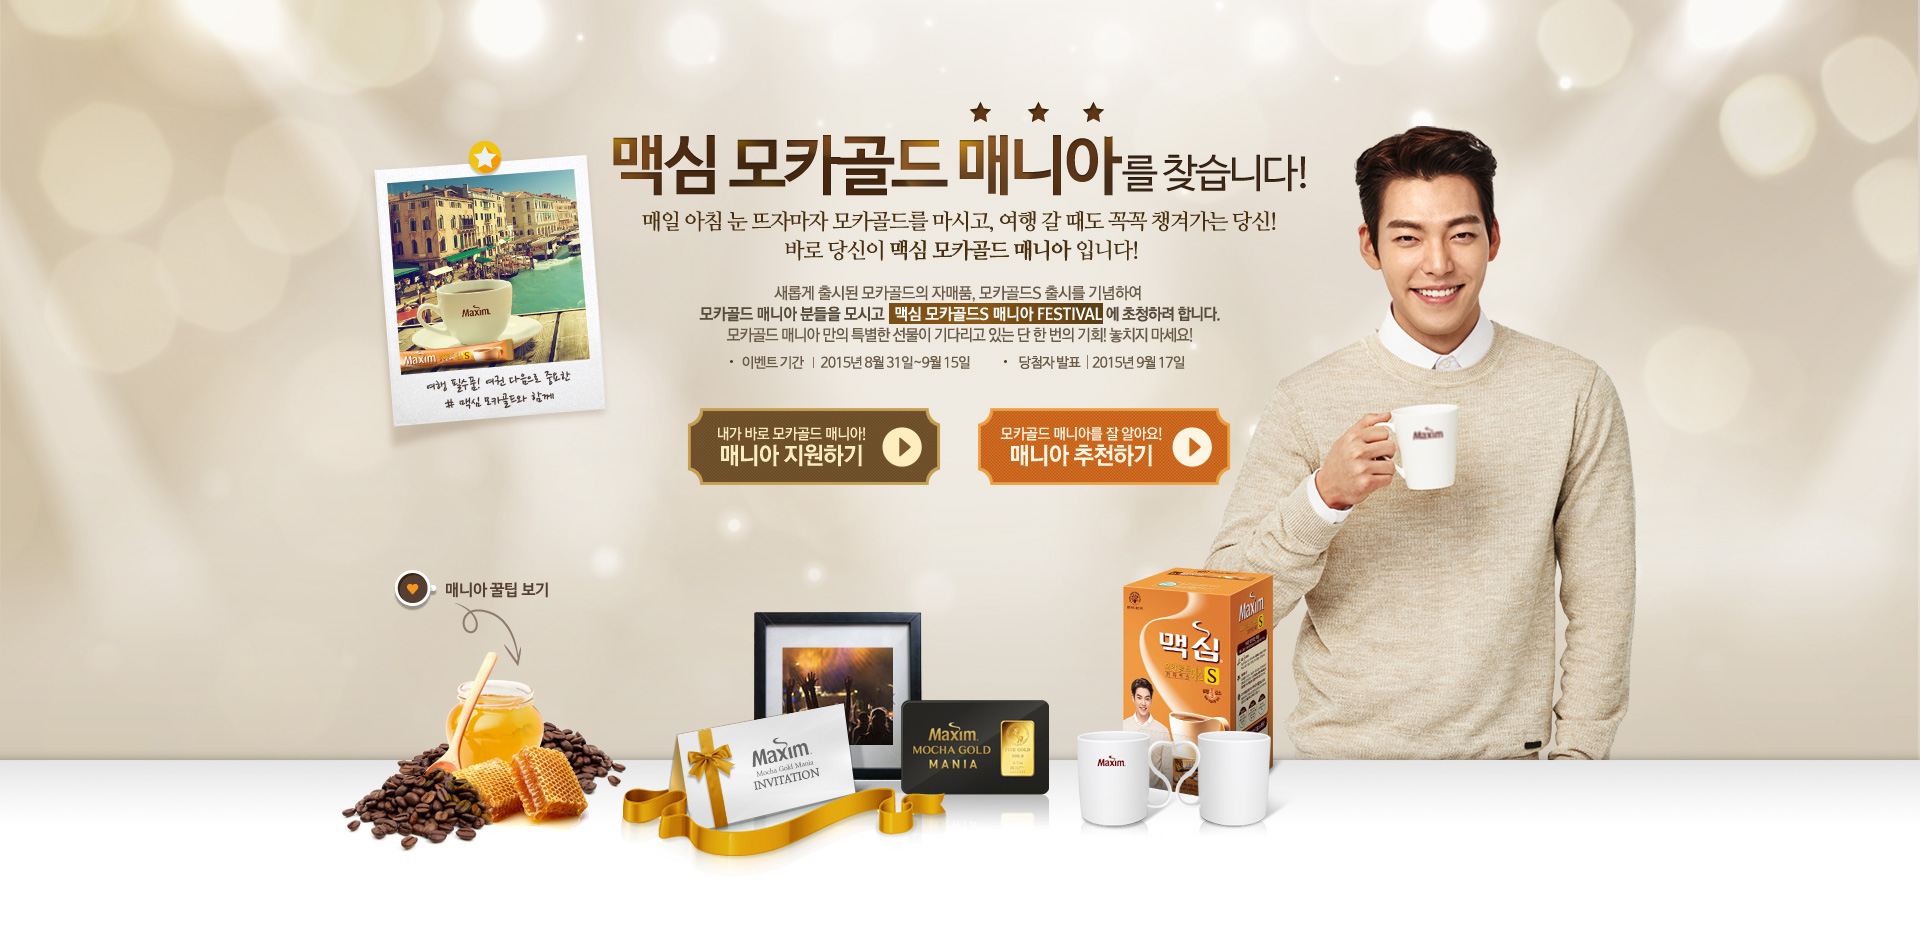 맥심 모카골드 매니아를 찾습니다!
매일 아침 눈 뜨자마자 모카골드를 마시고, 여행 갈 때도 꼭꼭 챙겨가는 당신!
바로 당신이 맥심 모카골드 매니아 입니다!
새롭게 출시된 모카골드의 자매품, 모카골드S 출시를 기념하여
모카골드 매니아 분들을 모시고 맥심 모카골드S 매니아 FESTIVAL 에 초청하려 합니다.
모카골드 매니아 만의 특별한 선물이 기다리고 있는 단 한 번의 기회! 놓치지 마세요!
• 이벤트 기간 | 2015년 8월 31일~9월 15일 • 당첨자 발표 | 2015년 9월 17일
Maxim
Maxim S
여행 필수품! 여권 다음으로 중요한
# 맥심 모카골드와 함께
내가 바로 모카골드 매니아!
매니아 지원하기
모카골드 매니아를 잘 알아요!
매니아 추천하기
Maxim
매니아 꿀팁 보기
Maxim
Mocha Gold Mania
INVITATION
Maxim
MOCHA GOLD
MANIA
FINE GOLD
맥심
S
Maxim
S
Maxim